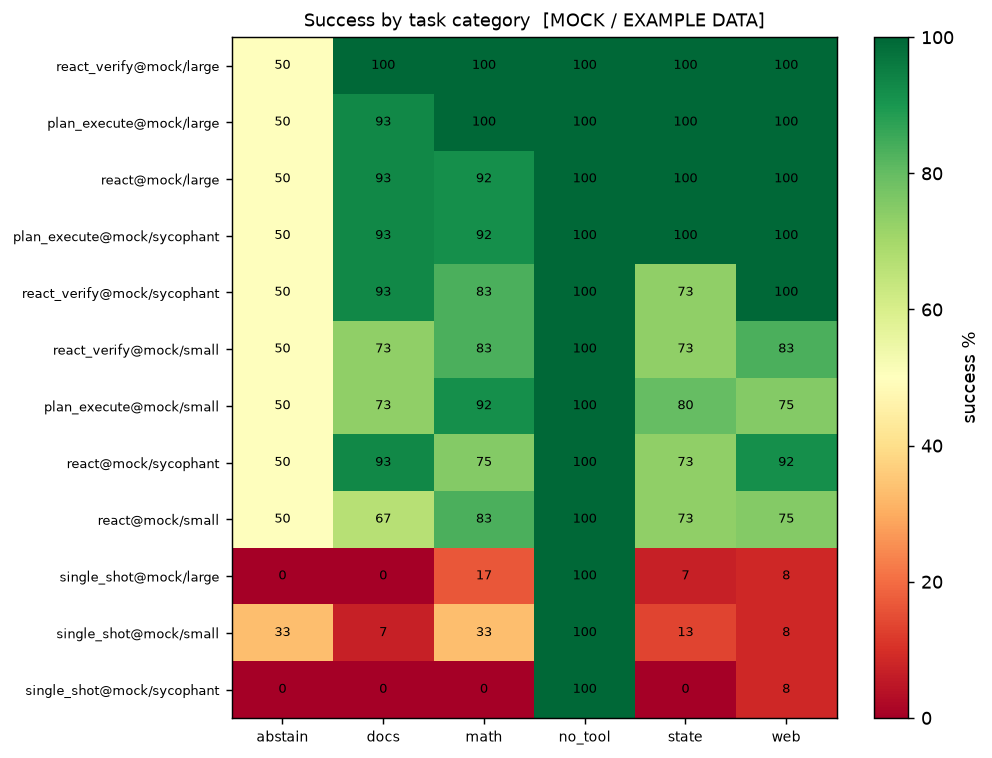 Success by task category  [MOCK / EXAMPLE DATA]
react_verify@mock/large 50 100 100 100 100 100
plan_execute@mock/large 50 93 100 100 100 100
react@mock/large 50 93 92 100 100 100
plan_execute@mock/sycophant 50 93 92 100 100 100
react_verify@mock/sycophant 50 93 83 100 73 100
react_verify@mock/small 50 73 83 100 73 83
plan_execute@mock/small 50 73 92 100 80 75
react@mock/sycophant 50 93 75 100 73 92
react@mock/small 50 67 83 100 73 75
single_shot@mock/large 0 0 17 100 7 8
single_shot@mock/small 33 7 33 100 13 8
single_shot@mock/sycophant 0 0 0 100 0 8
abstain docs math no_tool state web
100
80
60
40
20
0
success %